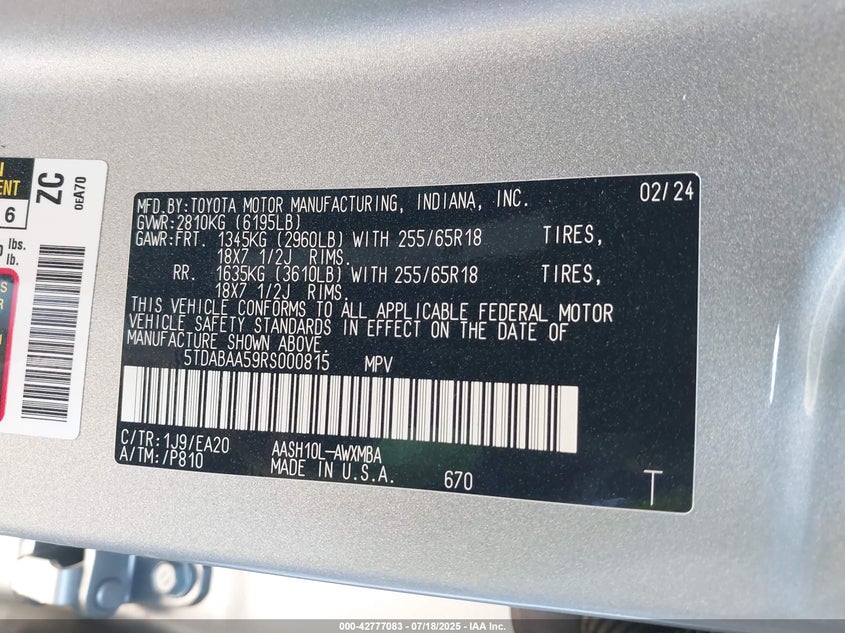 N
ENT
6
lbs.
lb.
S
R
ZC
0EA70
MFD.BY:TOYOTA MOTOR MANUFACTURING, INDIANA, INC. 02/24
GVWR:2810KG (6195LB)
GAWR:FRT. 1345KG (2960LB) WITH 255/65R18 TIRES,
18X7 1/2J RIMS.
RR. 1635KG (3610LB) WITH 255/65R18 TIRES,
18X7 1/2J RIMS.
THIS VEHICLE CONFORMS TO ALL APPLICABLE FEDERAL MOTOR
VEHICLE SAFETY STANDARDS IN EFFECT ON THE DATE OF
MANUFACTURE SHOWN ABOVE.
5TDABAA59RS000815 MPV
C/TR:1J9/EA20 AASH10L-AWXMBA
A/TM:/P810 MADE IN U.S.A. 670 T
000-42777083 - 07/18/2025 - IAA Inc.